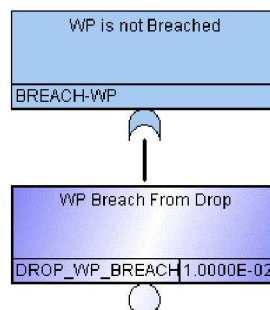 WP is not Breached
BREACH-WP
WP Breach From Drop
DROP_WP_BREACH 1.0000E-02